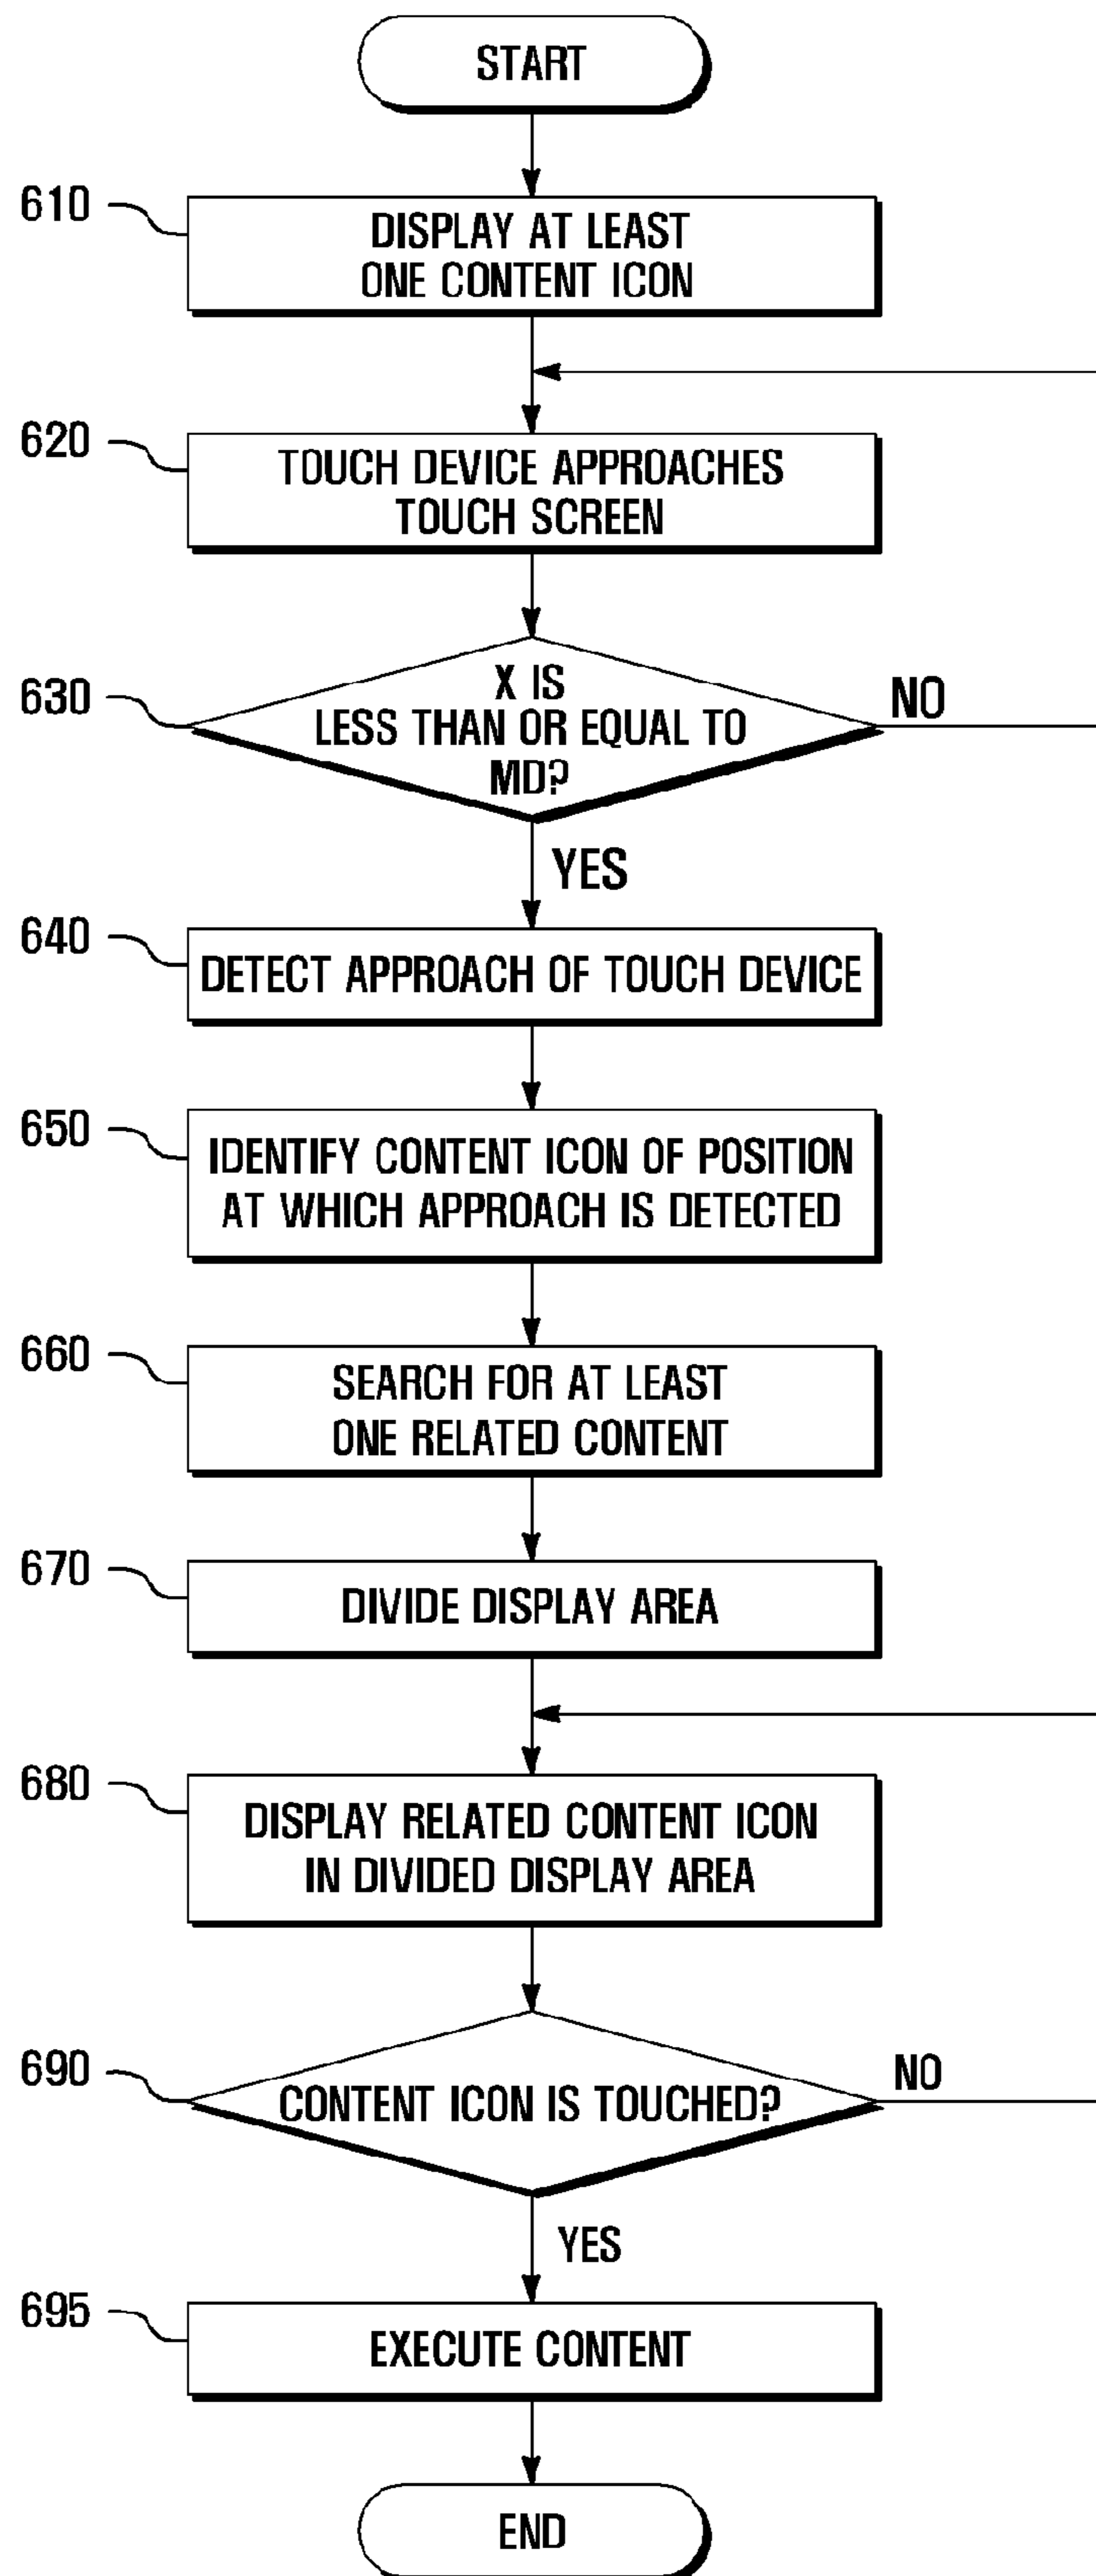 START
610
DISPLAY AT LEAST
ONE CONTENT ICON
620
TOUCH DEVICE APPROACHES
TOUCH SCREEN
630
X IS
LESS THAN OR EQUAL TO
MD?
NO
YES
640
DETECT APPROACH OF TOUCH DEVICE
650
IDENTIFY CONTENT ICON OF POSITION
AT WHICH APPROACH IS DETECTED
660
SEARCH FOR AT LEAST
ONE RELATED CONTENT
670
DIVIDE DISPLAY AREA
680
DISPLAY RELATED CONTENT ICON
IN DIVIDED DISPLAY AREA
690
CONTENT ICON IS TOUCHED?
NO
YES
695
EXECUTE CONTENT
END